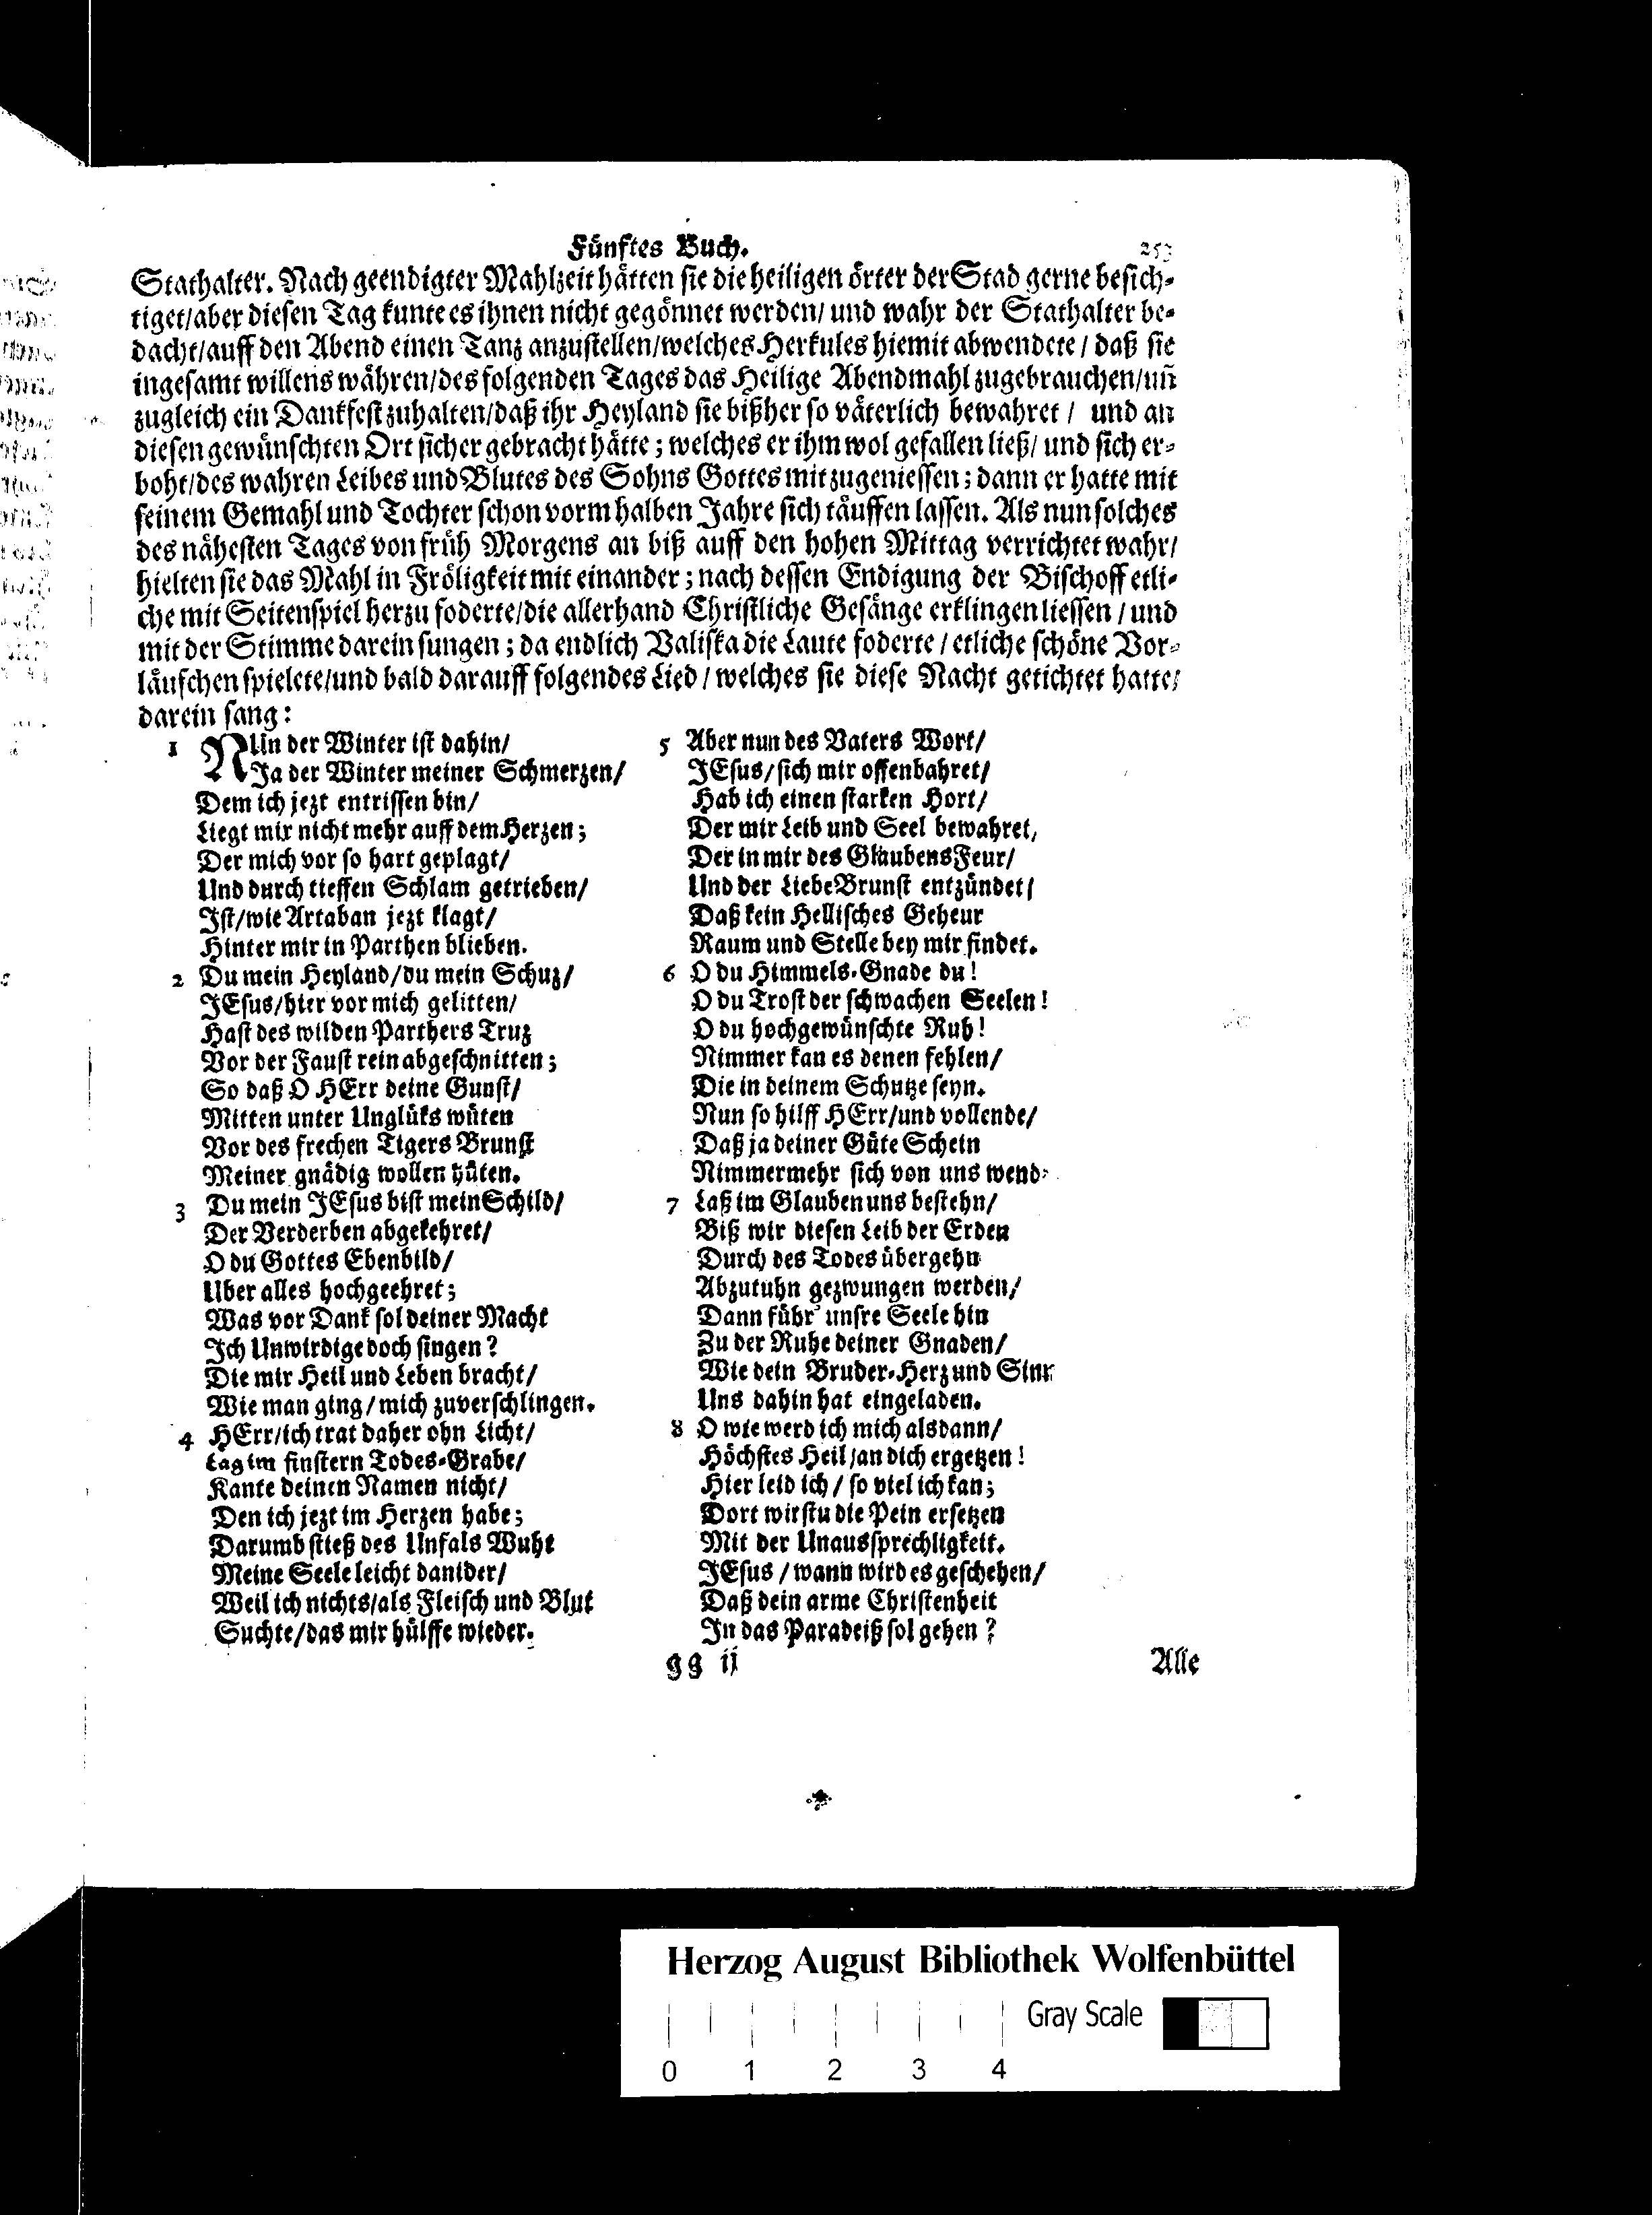 Fünftes Buch. 253
Stathalter. Nach geendigter Mahlzeit hätten sie die heiligen örter der Stad gerne besich-
tiget/aber diesen Tag kunte es ihnen nicht gegönnet werden/ und wahr der Stathalter be-
dacht/auff den Abend einen Tanz anzustellen/welches Herkules hiemit abwendete / daß sie
ingesamt willens währen/des folgenden Tages das Heilige Abendmahl zugebrauchen/uñ
zugleich ein Dankfest zuhalten/daß ihr Heyland sie bißher so väterlich bewahret / und an
diesen gewünschten Ort sicher gebracht hätte; welches er ihm wol gefallen ließ/ und sich er-
boht/des wahren Leibes und Blutes des Sohns Gottes mit zugeniessen; dann er hatte mit
seinem Gemahl und Tochter schon vorm halben Jahre sich täuffen lassen. Als nun solches
des nähesten Tages von früh Morgens an biß auff den hohen Mittag verrichtet wahr/
hielten sie das Mahl in Fröligkeit mit einander; nach dessen Endigung der Bischoff etli-
che mit Seitenspiel herzu foderte/die allerhand Christliche Gesänge erklingen liessen / und
mit der Stimme darein sungen; da endlich Valiska die Laute foderte / etliche schöne Vor-
läufschen spielete/und bald darauff folgendes Lied / welches sie diese Nacht getichtet hatte/
darein sang:
1 NUn der Winter ist dahin/
Ja der Winter meiner Schmerzen/
Dem ich jezt entrissen bin/
Liegt mir nicht mehr auff dem Herzen;
Der mich vor so hart geplagt/
Und durch tieffen Schlam getrieben/
Ist/wie Artaban jezt klagt/
Hinter mir in Parthen blieben.
2 Du mein Heyland/du mein Schuz/
JEsus/hier vor mich gelitten/
Hast des wilden Parthers Truz
Vor der Faust rein abgeschnitten;
So daß O HErr deine Gunst/
Mitten unter Unglüks wüten
Vor des frechen Tigers Brunst
Meiner gnädig wollen hüten.
3 Du mein JEsus bist mein Schild/
Der Verderben abgekehret/
O du Gottes Ebenbild/
Uber alles hochgeehret;
Was vor Dank sol deiner Macht
Ich Unwirdige doch singen?
Die mir Heil und Leben bracht/
Wie man ging/mich zuverschlingen.
4 HErr/ich trat daher ohn Licht/
Lag im finstern Todes-Grabe/
Kante deinen Namen nicht/
Den ich jezt im Herzen habe;
Darumb stieß des Unfals Wuht
Meine Seele leicht danider/
Weil ich nichts/als Fleisch und Blut
Suchte/das mir hülffe wieder.
5 Aber nun des Vaters Wort/
JEsus/sich mir offenbahret/
Hab ich einen starken Hort/
Der mir Leib und Seel bewahret,
Der in mir des Glaubens Feur/
Und der Liebe Brunst entzündet/
Daß kein Hellisches Geheur
Raum und Stelle bey mir findet.
6 O du Himmels-Gnade du!
O du Trost der schwachen Seelen!
O du hochgewünschte Ruh!
Nimmer kan es denen fehlen/
Die in deinem Schutze seyn.
Nun so hilff HErr/und vollende/
Daß ja deiner Güte Schein
Nimmermehr sich von uns wend
7 Laß im Glauben uns bestehn/
Biß wir diesen Leib der Erden
Durch des Todes übergehn
Abzutuhn gezwungen werden/
Dann führ' unsre Seele hin
Zu der Ruhe deiner Gnaden/
Wie dein Bruder-Herz und Sinn
Uns dahin hat eingeladen.
8 O wie werd ich mich alsdann/
Höchstes Heil/an dich ergetzen!
Hier leid ich / so viel ich kan;
Dort wirstu die Pein ersetzen
Mit der Unaussprechligkeit.
JEsus / wann wird es geschehen/
Daß dein arme Christenheit
In das Paradeiß sol gehen?
gg ij Alle
Herzog August Bibliothek Wolfenbüttel
Gray Scale
0 1 2 3 4